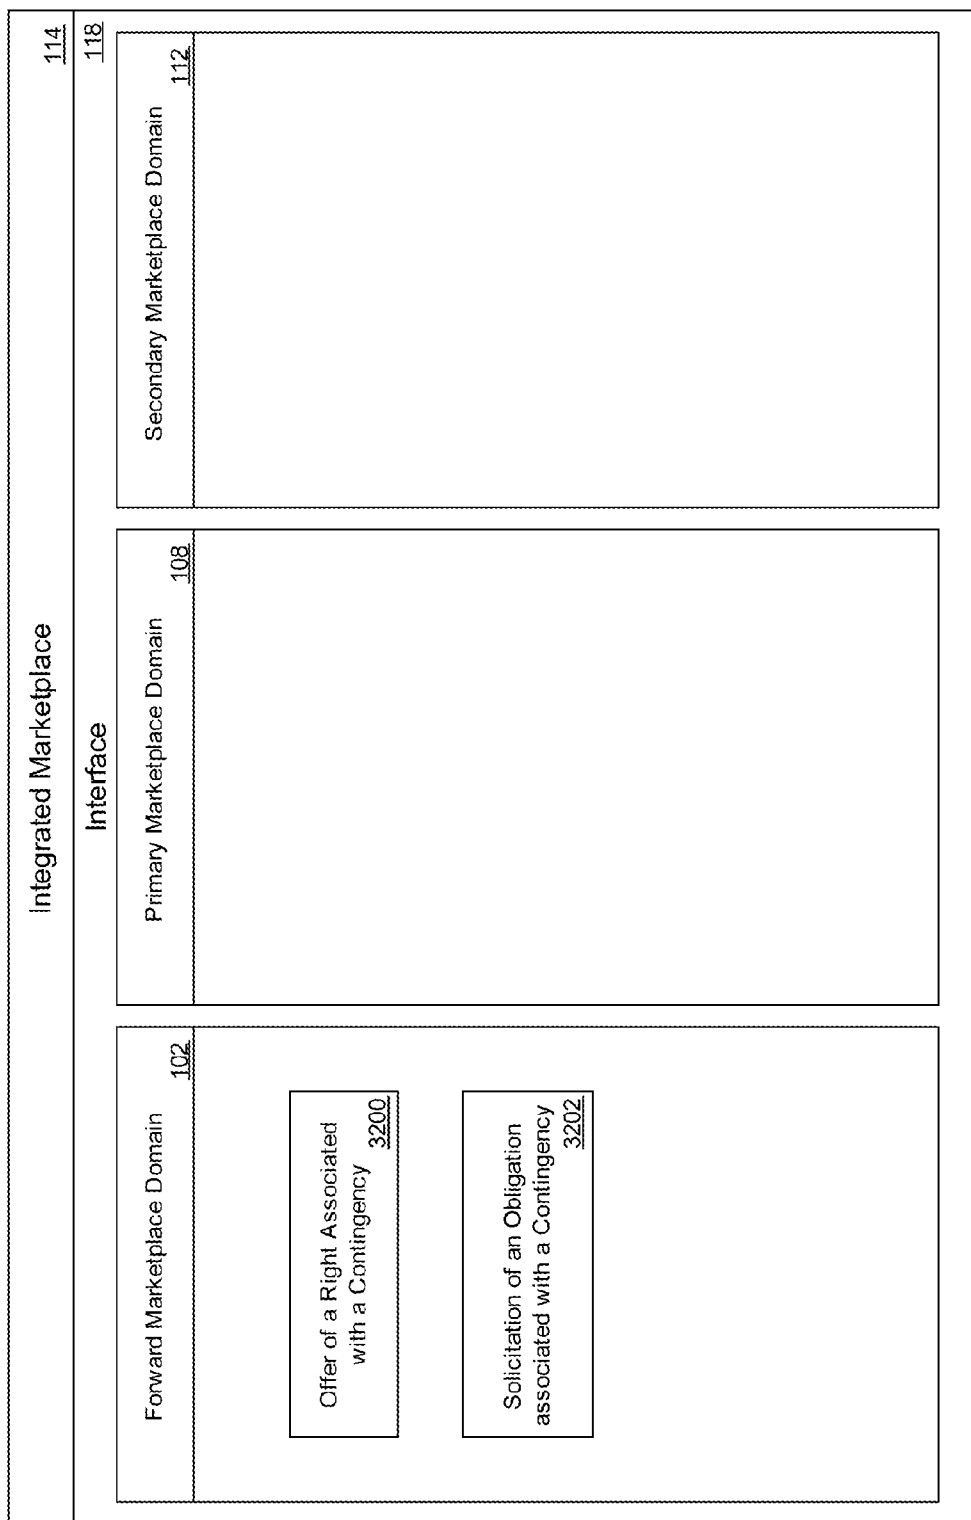 Integrated Marketplace
114
Interface
118
Forward Marketplace Domain
102
Offer of a Right Associated
with a Contingency
3200
Solicitation of an Obligation
associated with a Contingency
3202
Primary Marketplace Domain
108
Secondary Marketplace Domain
112